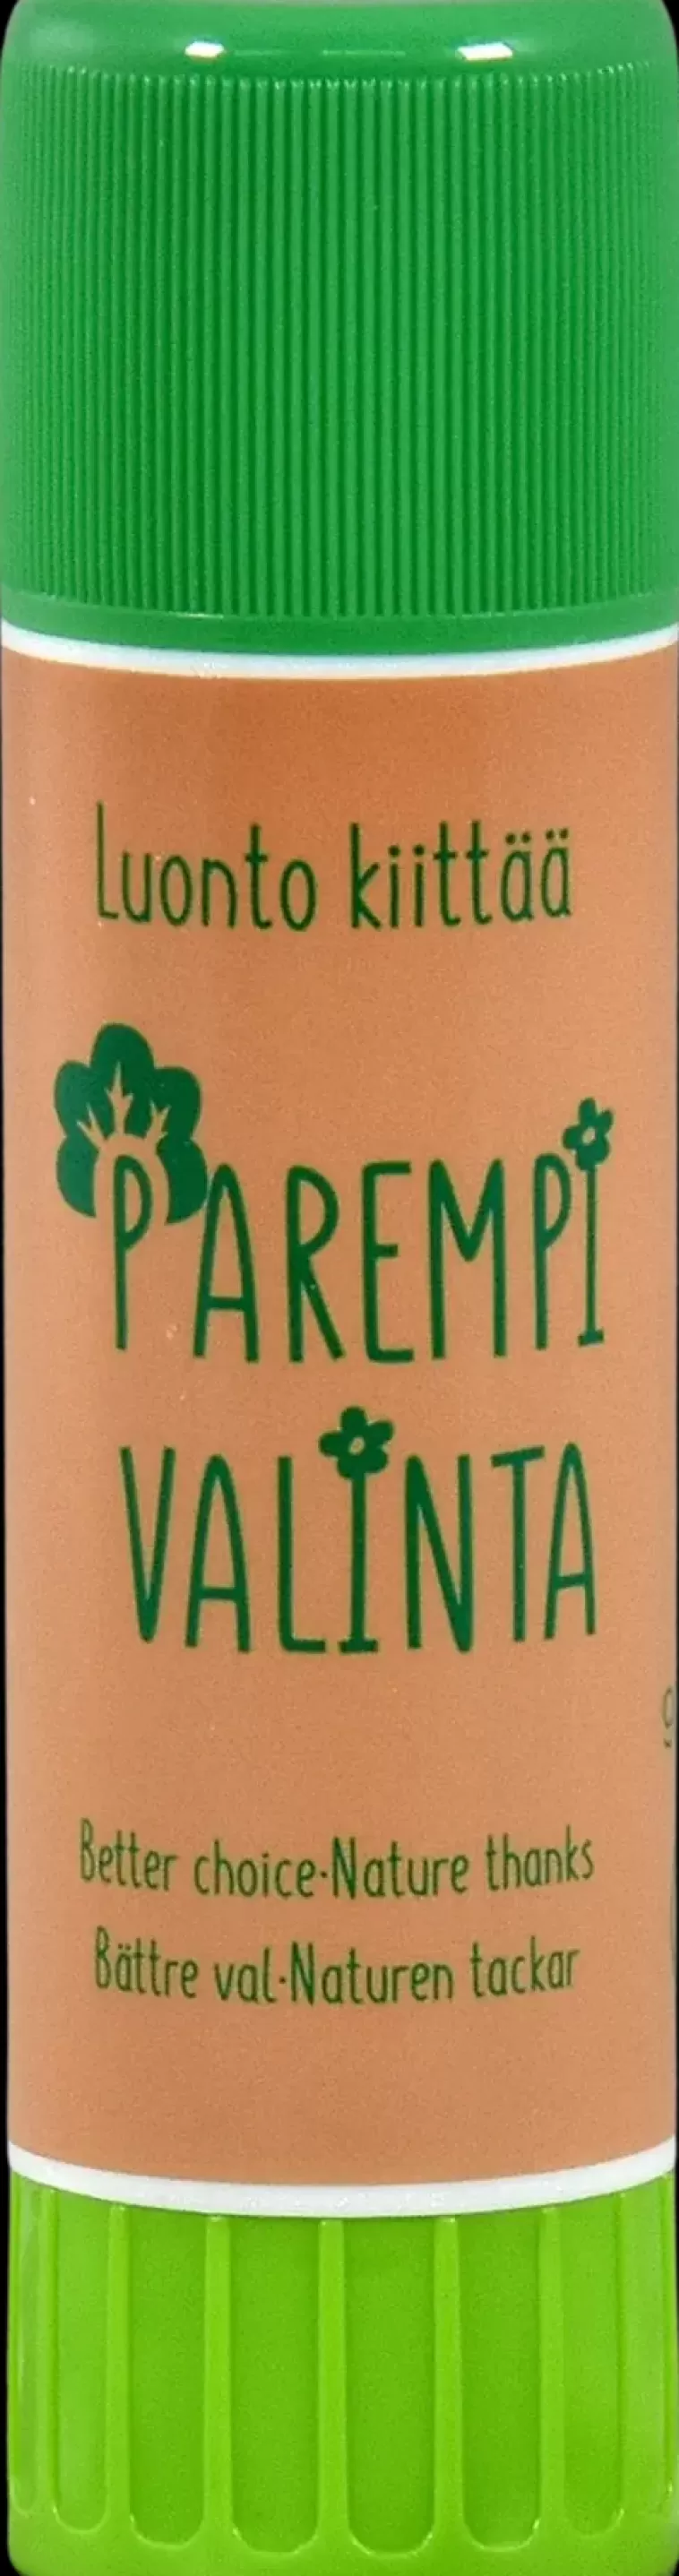 Luonto kiittää
PAREMPI
VALINTA
Better choice·Nature thanks
Bättre val·Naturen tackar